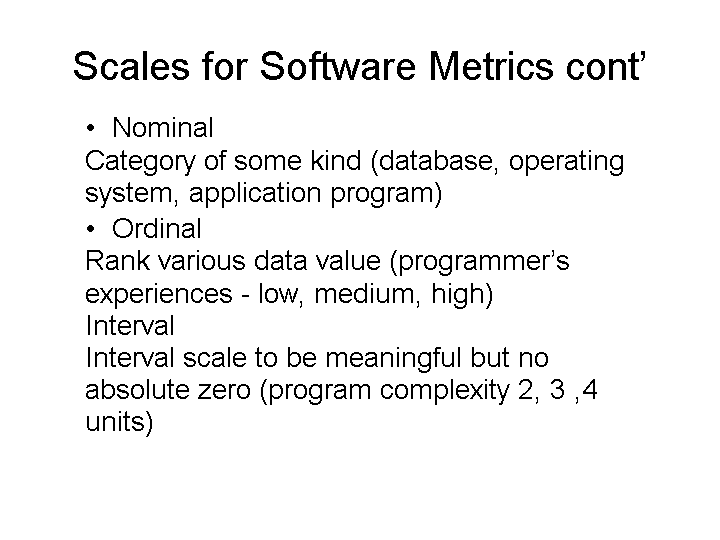 Scales for Software Metrics cont’
• Nominal
Category of some kind (database, operating
system, application program)
• Ordinal
Rank various data value (programmer’s
experiences - low, medium, high)
Interval
Interval scale to be meaningful but no
absolute zero (program complexity 2, 3 ,4
units)